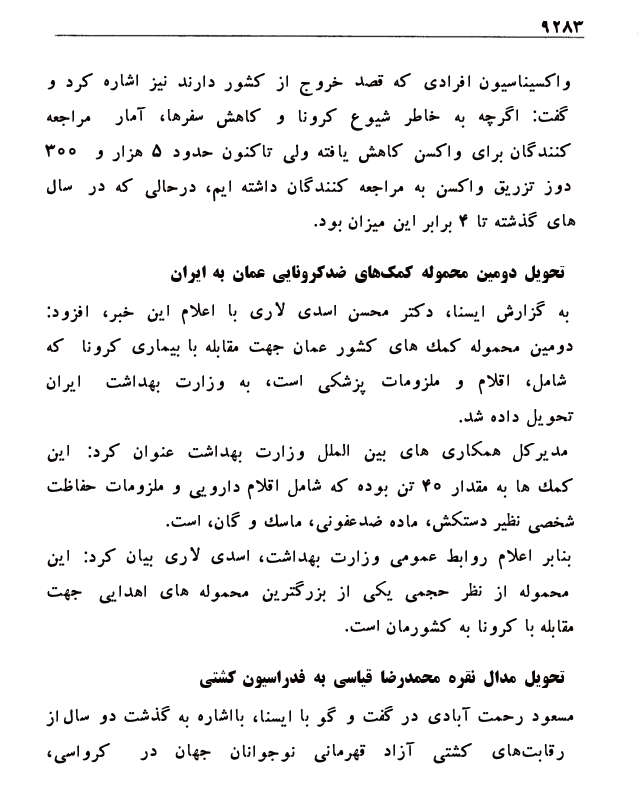 ۹۲۸۳
واکسیناسیون افرادی که قصد خروج از کشور دارند نیز اشاره کرد و
گفت: اگرچه به خاطر شیوع کرونا و کاهش سفرها، آمار مراجعه
کنندگان برای واکسن کاهش یافته ولی تاکنون حدود ۵ هزار و ۳۰۰
دوز تزریق واکسن به مراجعه کنندگان داشته ایم، درحالی که در سال
های گذشته تا ۴ برابر این میزان بود.
تحویل دومین محموله کمک‌های ضدکرونایی عمان به ایران
به گزارش ایسنا، دکتر محسن اسدی لاری با اعلام این خبر، افزود:
دومین محموله کمك های کشور عمان جهت مقابله با بیماری کرونا که
شامل، اقلام و ملزومات پزشکی است، به وزارت بهداشت ایران
تحویل داده شد.
مدیرکل همکاری های بین الملل وزارت بهداشت عنوان کرد: این
کمك ها به مقدار ۴۰ تن بوده که شامل اقلام دارویی و ملزومات حفاظت
شخصی نظیر دستکش، ماده ضدعفونی، ماسك و گان، است.
بنابر اعلام روابط عمومی وزارت بهداشت، اسدی لاری بیان کرد: این
محموله از نظر حجمی یکی از بزرگترین محموله های اهدایی جهت
مقابله با کرونا به کشورمان است.
تحویل مدال نقره محمدرضا قیاسی به فدراسیون کشتی
مسعود رحمت آبادی در گفت و گو با ایسنا، بااشاره به گذشت دو سال از
رقابت‌های کشتی آزاد قهرمانی نوجوانان جهان در کرواسی،